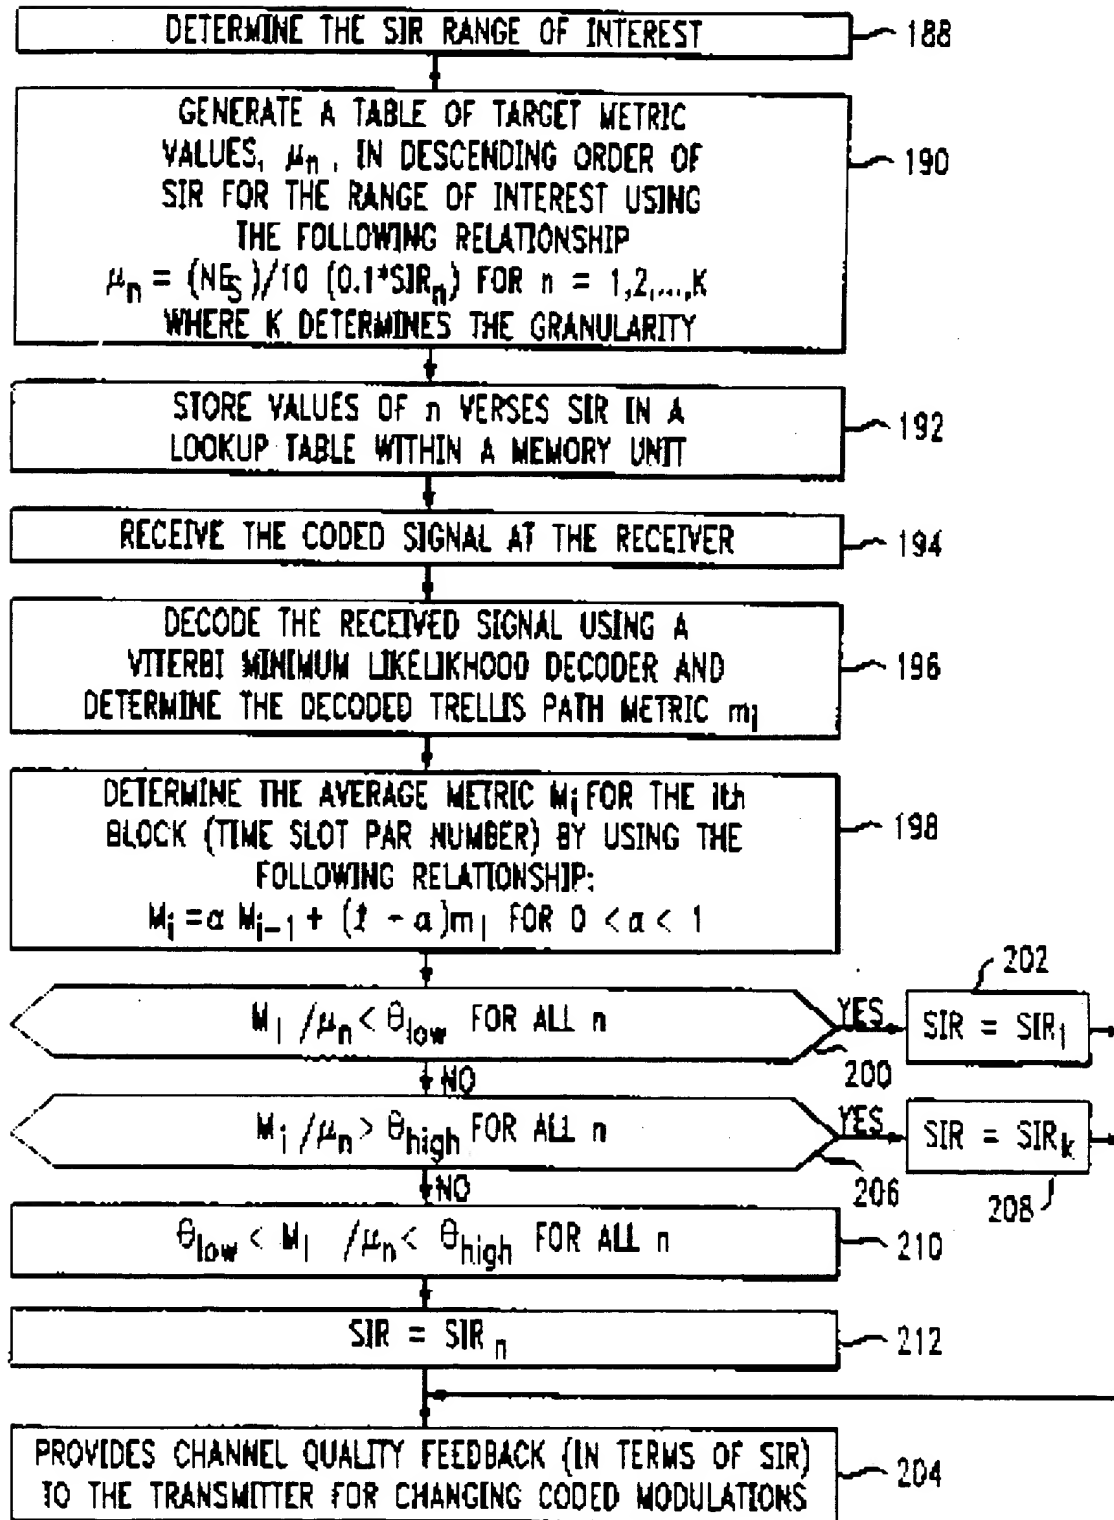 DETERMINE THE SIR RANGE OF INTEREST
188
GENERATE A TABLE OF TARGET METRIC
VALUES, μn, IN DESCENDING ORDER OF
SIR FOR THE RANGE OF INTEREST USING
THE FOLLOWING RELATIONSHIP
μn = (NEs)/10 (0.1*SIRn) FOR n = 1,2,...,K
WHERE K DETERMINES THE GRANULARITY
190
STORE VALUES OF n VERSES SIR IN A
LOOKUP TABLE WITHIN A MEMORY UNIT
192
RECEIVE THE CODED SIGNAL AT THE RECEIVER
194
DECODE THE RECEIVED SIGNAL USING A
VITERBI MINIMUM LIKELIKHOOD DECODER AND
DETERMINE THE DECODED TRELLIS PATH METRIC mi
196
DETERMINE THE AVERAGE METRIC Mi FOR THE ith
BLOCK (TIME SLOT PAR NUMBER) BY USING THE
FOLLOWING RELATIONSHIP:
Mi = α Mi-1 + (1 - α)mi FOR 0 < α < 1
198
Mi /μn < θlow FOR ALL n
YES
200
202
SIR = SIR1
NO
Mi /μn > θhigh FOR ALL n
YES
206
SIR = SIRk
208
NO
θlow < Mi /μn < θhigh FOR ALL n
210
SIR = SIRn
212
PROVIDES CHANNEL QUALITY FEEDBACK (IN TERMS OF SIR)
TO THE TRANSMITTER FOR CHANGING CODED MODULATIONS
204